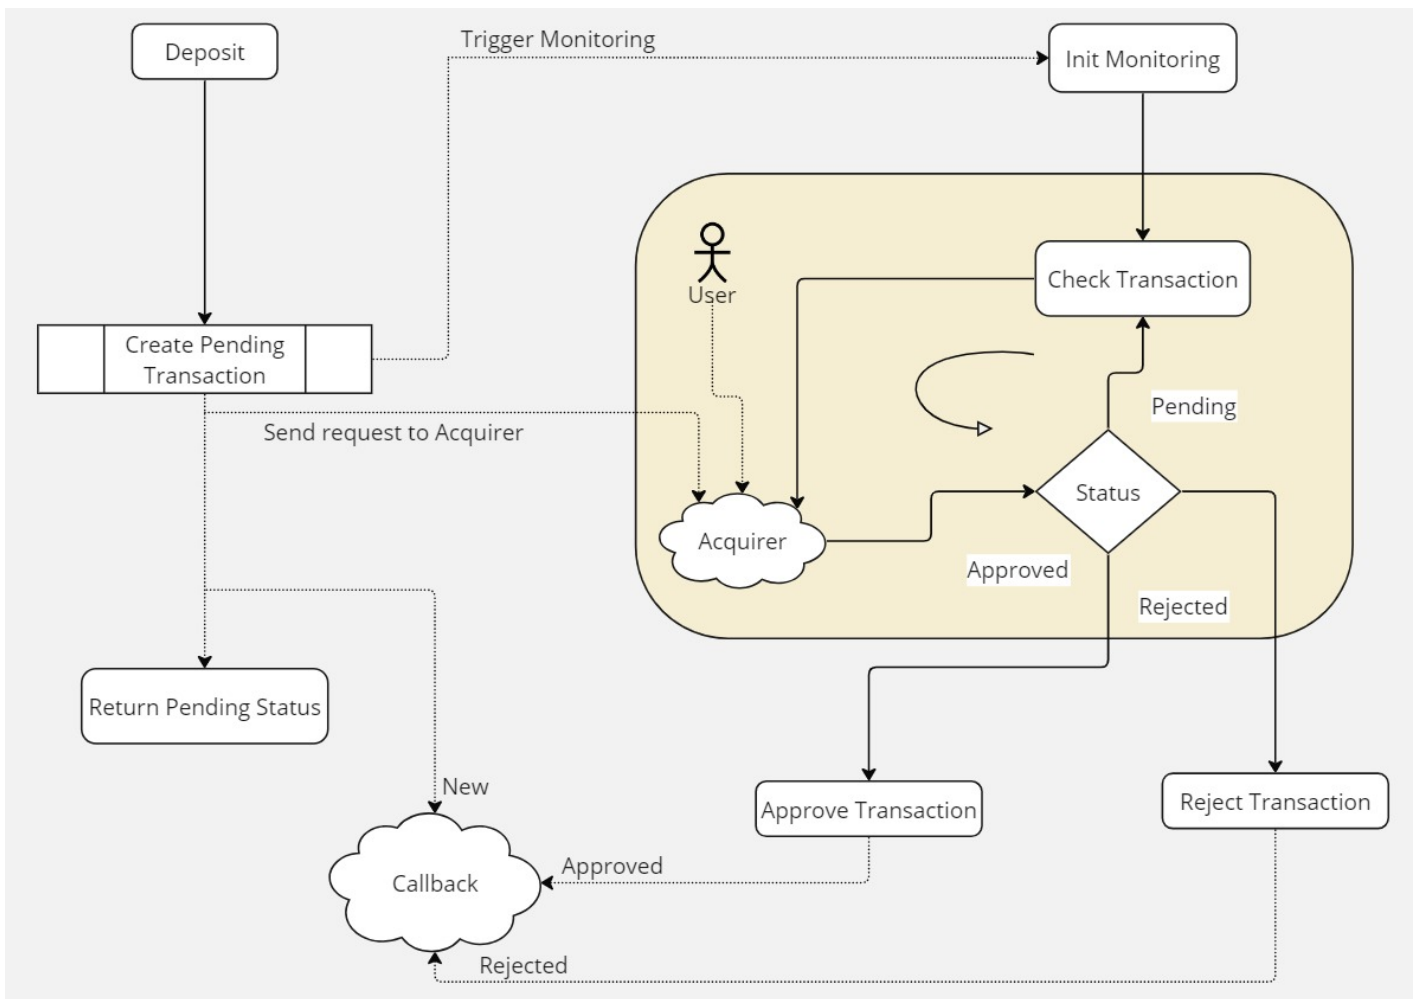 Deposit
Trigger Monitoring
Init Monitoring
User
Check Transaction
Create Pending
Transaction
Send request to Acquirer
Pending
Status
Acquirer
Approved
Rejected
Return Pending Status
New
Approve Transaction
Reject Transaction
Callback
Approved
Rejected